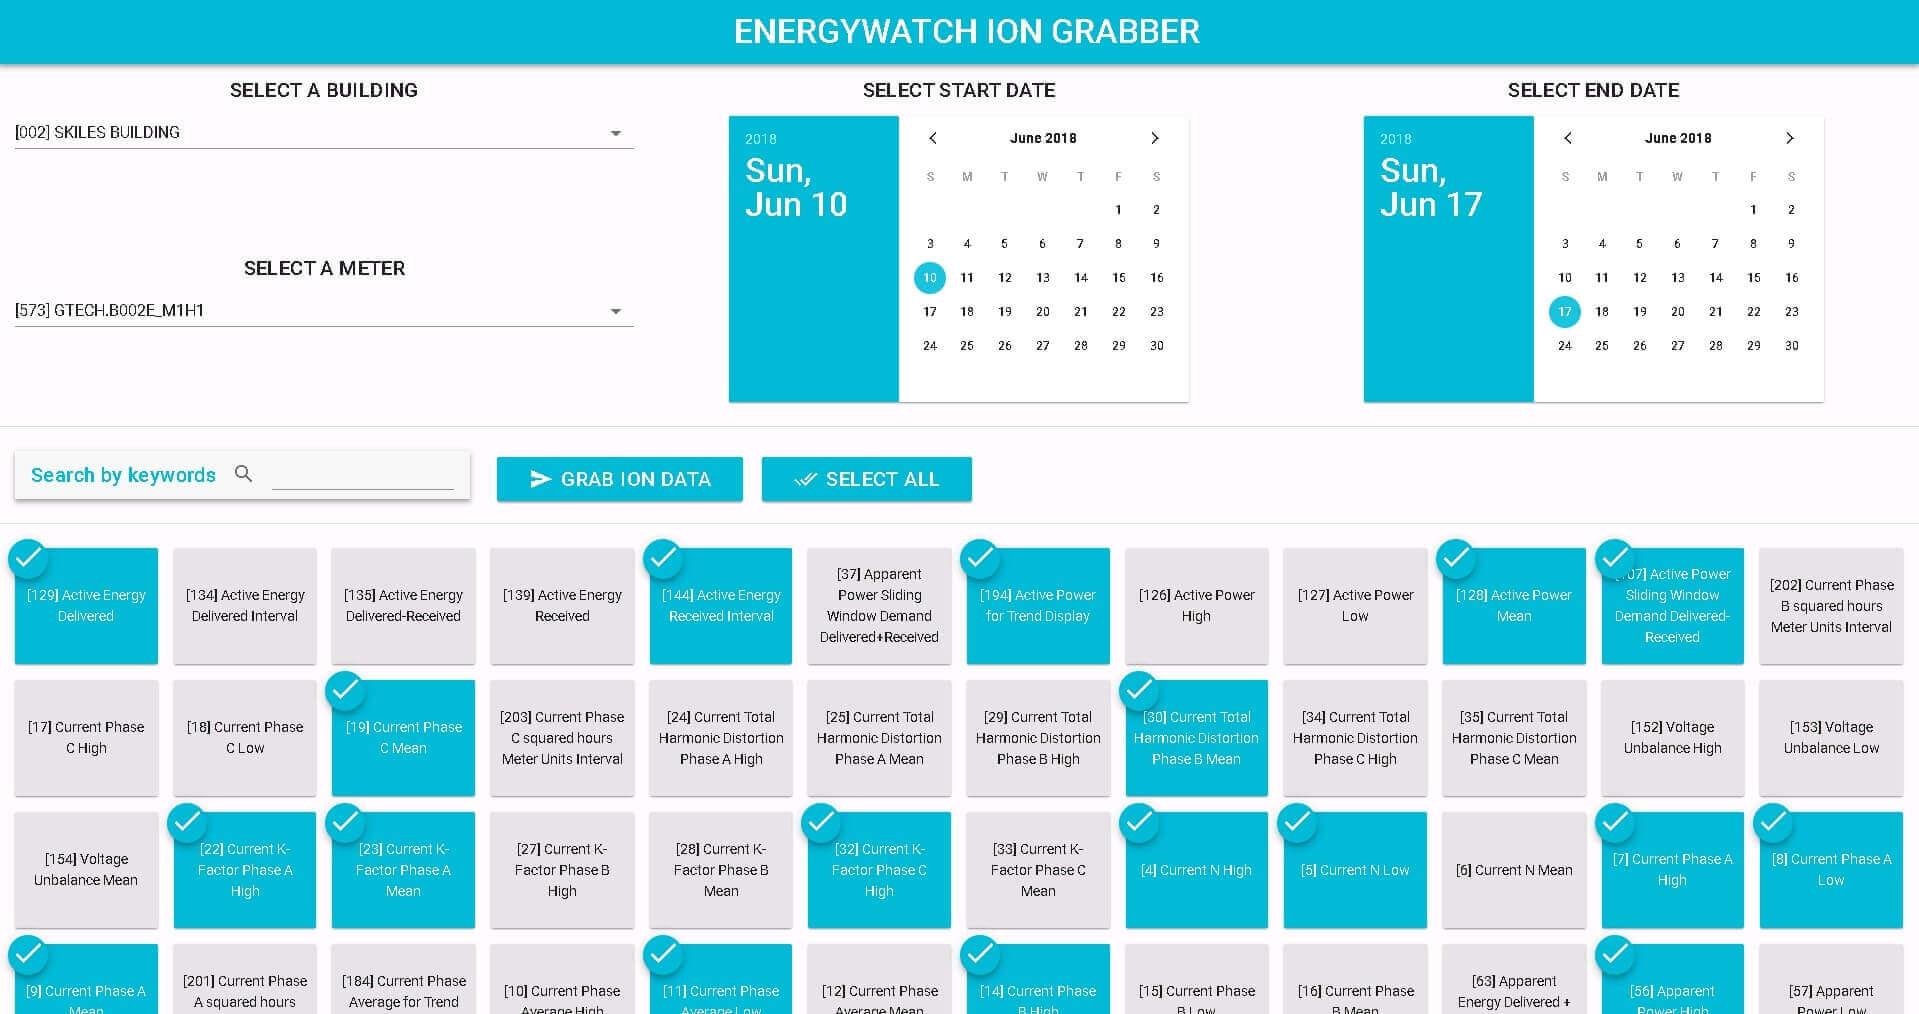 ENERGYWATCH ION GRABBER
SELECT A BUILDING
[002] SKILES BUILDING
SELECT A METER
[573] GTECH.B002E_M1H1
SELECT START DATE
2018
Sun,
Jun 10
June 2018
S M T W T F S
1 2
3 4 5 6 7 8 9
10 11 12 13 14 15 16
17 18 19 20 21 22 23
24 25 26 27 28 29 30
SELECT END DATE
2018
Sun,
Jun 17
June 2018
S M T W T F S
1 2
3 4 5 6 7 8 9
10 11 12 13 14 15 16
17 18 19 20 21 22 23
24 25 26 27 28 29 30
Search by keywords
GRAB ION DATA
SELECT ALL
[129] Active Energy
Delivered
[134] Active Energy
Delivered Interval
[135] Active Energy
Delivered-Received
[139] Active Energy
Received
[144] Active Energy
Received Interval
[37] Apparent
Power Sliding
Window Demand
Delivered+Received
[194] Active Power
for Trend Display
[126] Active Power
High
[127] Active Power
Low
[128] Active Power
Mean
Active Power
Sliding Window
Demand Delivered-
Received
[202] Current Phase
B squared hours
Meter Units Interval
[17] Current Phase
C High
[18] Current Phase
C Low
[19] Current Phase
C Mean
[203] Current Phase
C squared hours
Meter Units Interval
[24] Current Total
Harmonic Distortion
Phase A High
[25] Current Total
Harmonic Distortion
Phase A Mean
[29] Current Total
Harmonic Distortion
Phase B High
[30] Current Total
Harmonic Distortion
Phase B Mean
[34] Current Total
Harmonic Distortion
Phase C High
[35] Current Total
Harmonic Distortion
Phase C Mean
[152] Voltage
Unbalance High
[153] Voltage
Unbalance Low
[154] Voltage
Unbalance Mean
[22] Current K-
Factor Phase A
High
[23] Current K-
Factor Phase A
Mean
[27] Current K-
Factor Phase B
High
[28] Current K-
Factor Phase B
Mean
[32] Current K-
Factor Phase C
High
[33] Current K-
Factor Phase C
Mean
[4] Current N High
[5] Current N Low
[6] Current N Mean
[7] Current Phase A
High
[8] Current Phase A
Low
[9] Current Phase A
Mean
[201] Current Phase
A squared hours
[184] Current Phase
Average for Trend
[10] Current Phase
Average High
[11] Current Phase
Average Low
[12] Current Phase
Average Mean
[14] Current Phase
B High
[15] Current Phase
B Low
[16] Current Phase
B Mean
[63] Apparent
Energy Delivered +
[56] Apparent
Power High
[57] Apparent
Power Low